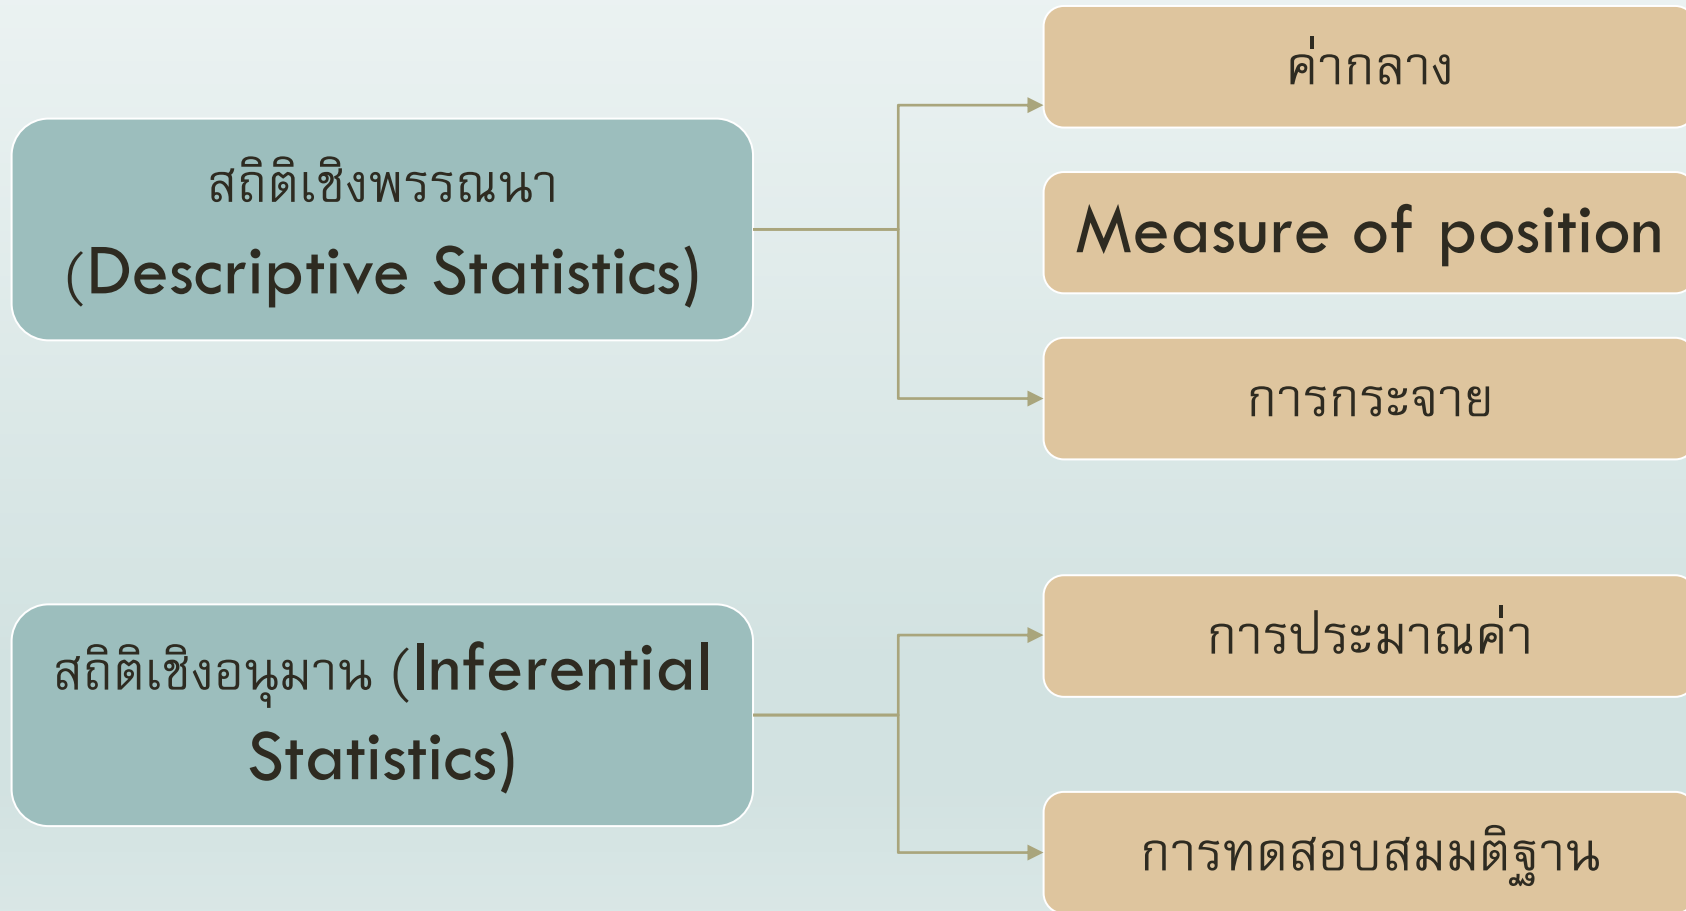 สถิติเชิงพรรณนา
(Descriptive Statistics)
ค่ากลาง
Measure of position
การกระจาย
สถิติเชิงอนุมาน (Inferential
Statistics)
การประมาณค่า
การทดสอบสมมติฐาน